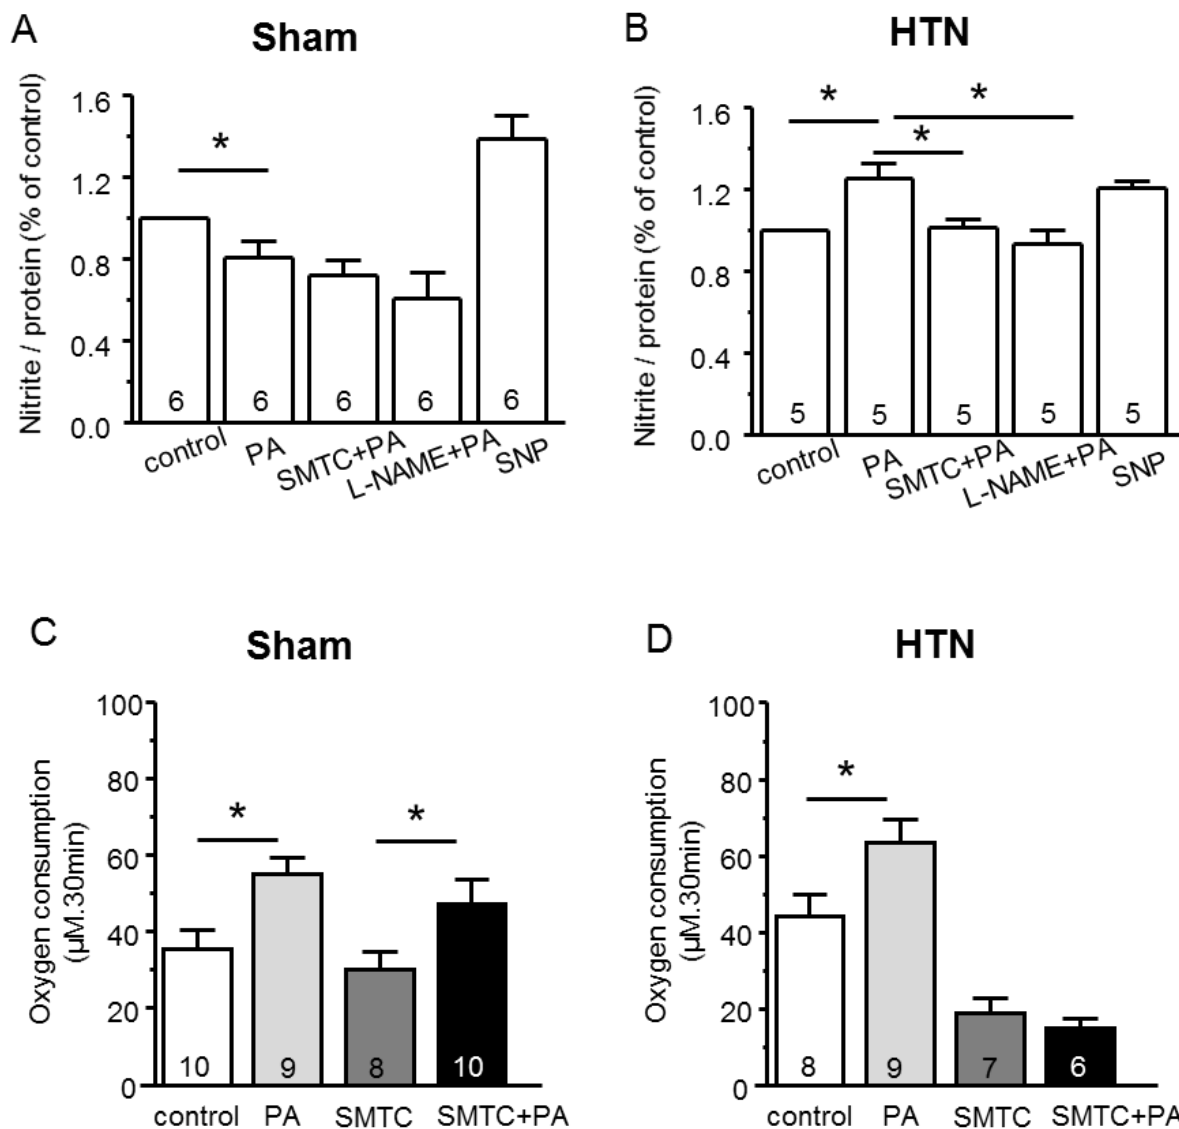 A
Sham
Nitrite / protein (% of control)
1.6
1.2
0.8
0.4
0.0
*
6
6
6
6
6
control
PA
SMTC+PA
L-NAME+PA
SNP
B
HTN
Nitrite / protein (% of control)
1.6
1.2
0.8
0.4
0.0
*
*
*
5
5
5
5
5
control
PA
SMTC+PA
L-NAME+PA
SNP
C
Sham
Oxygen consumption
(µM.30min)
100
80
60
40
20
0
*
*
10
9
8
10
control
PA
SMTC
SMTC+PA
D
HTN
Oxygen consumption
(µM.30min)
100
80
60
40
20
0
*
8
9
7
6
control
PA
SMTC
SMTC+PA